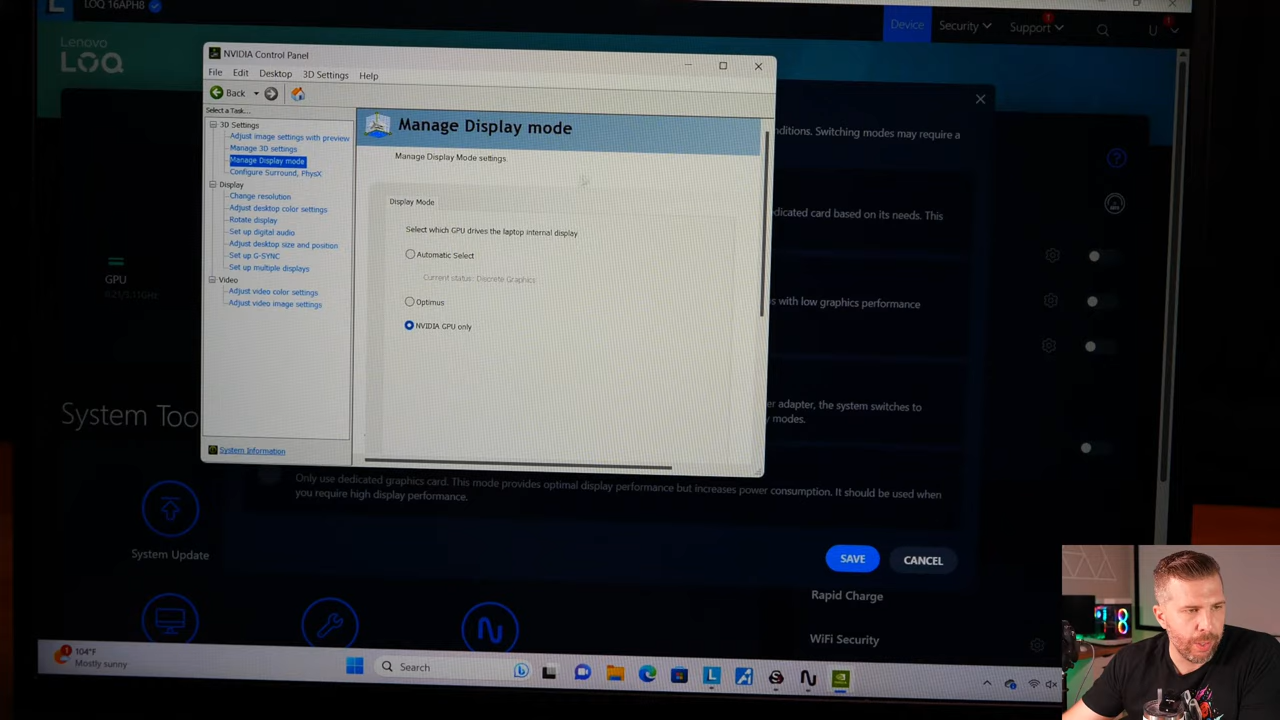 LOQ 16APH8
Device
Security
Support
U
Lenovo
LOQ
NVIDIA Control Panel
File
Edit
Desktop
3D Settings
Help
Back
Select a Task...
3D Settings
Adjust image settings with preview
Manage 3D settings
Manage Display mode
Configure Surround, PhysX
Display
Change resolution
Adjust desktop color settings
Rotate display
Set up digital audio
Adjust desktop size and position
Set up G-SYNC
Set up multiple displays
Video
Adjust video color settings
Adjust video image settings
System Information
Manage Display mode
Manage Display Mode settings.
Display Mode
Select which GPU drives the laptop internal display
Automatic Select
Current status: Discrete Graphics
Optimus
NVIDIA GPU only
nditions. Switching modes may require a
dicated card based on its needs. This
s with low graphics performance
er adapter, the system switches to
modes.
Only use dedicated graphics card. This mode provides optimal display performance but increases power consumption. It should be used when
you require high display performance.
SAVE
CANCEL
GPU
System Too
System Update
Rapid Charge
WiFi Security
104°F
Mostly sunny
Search